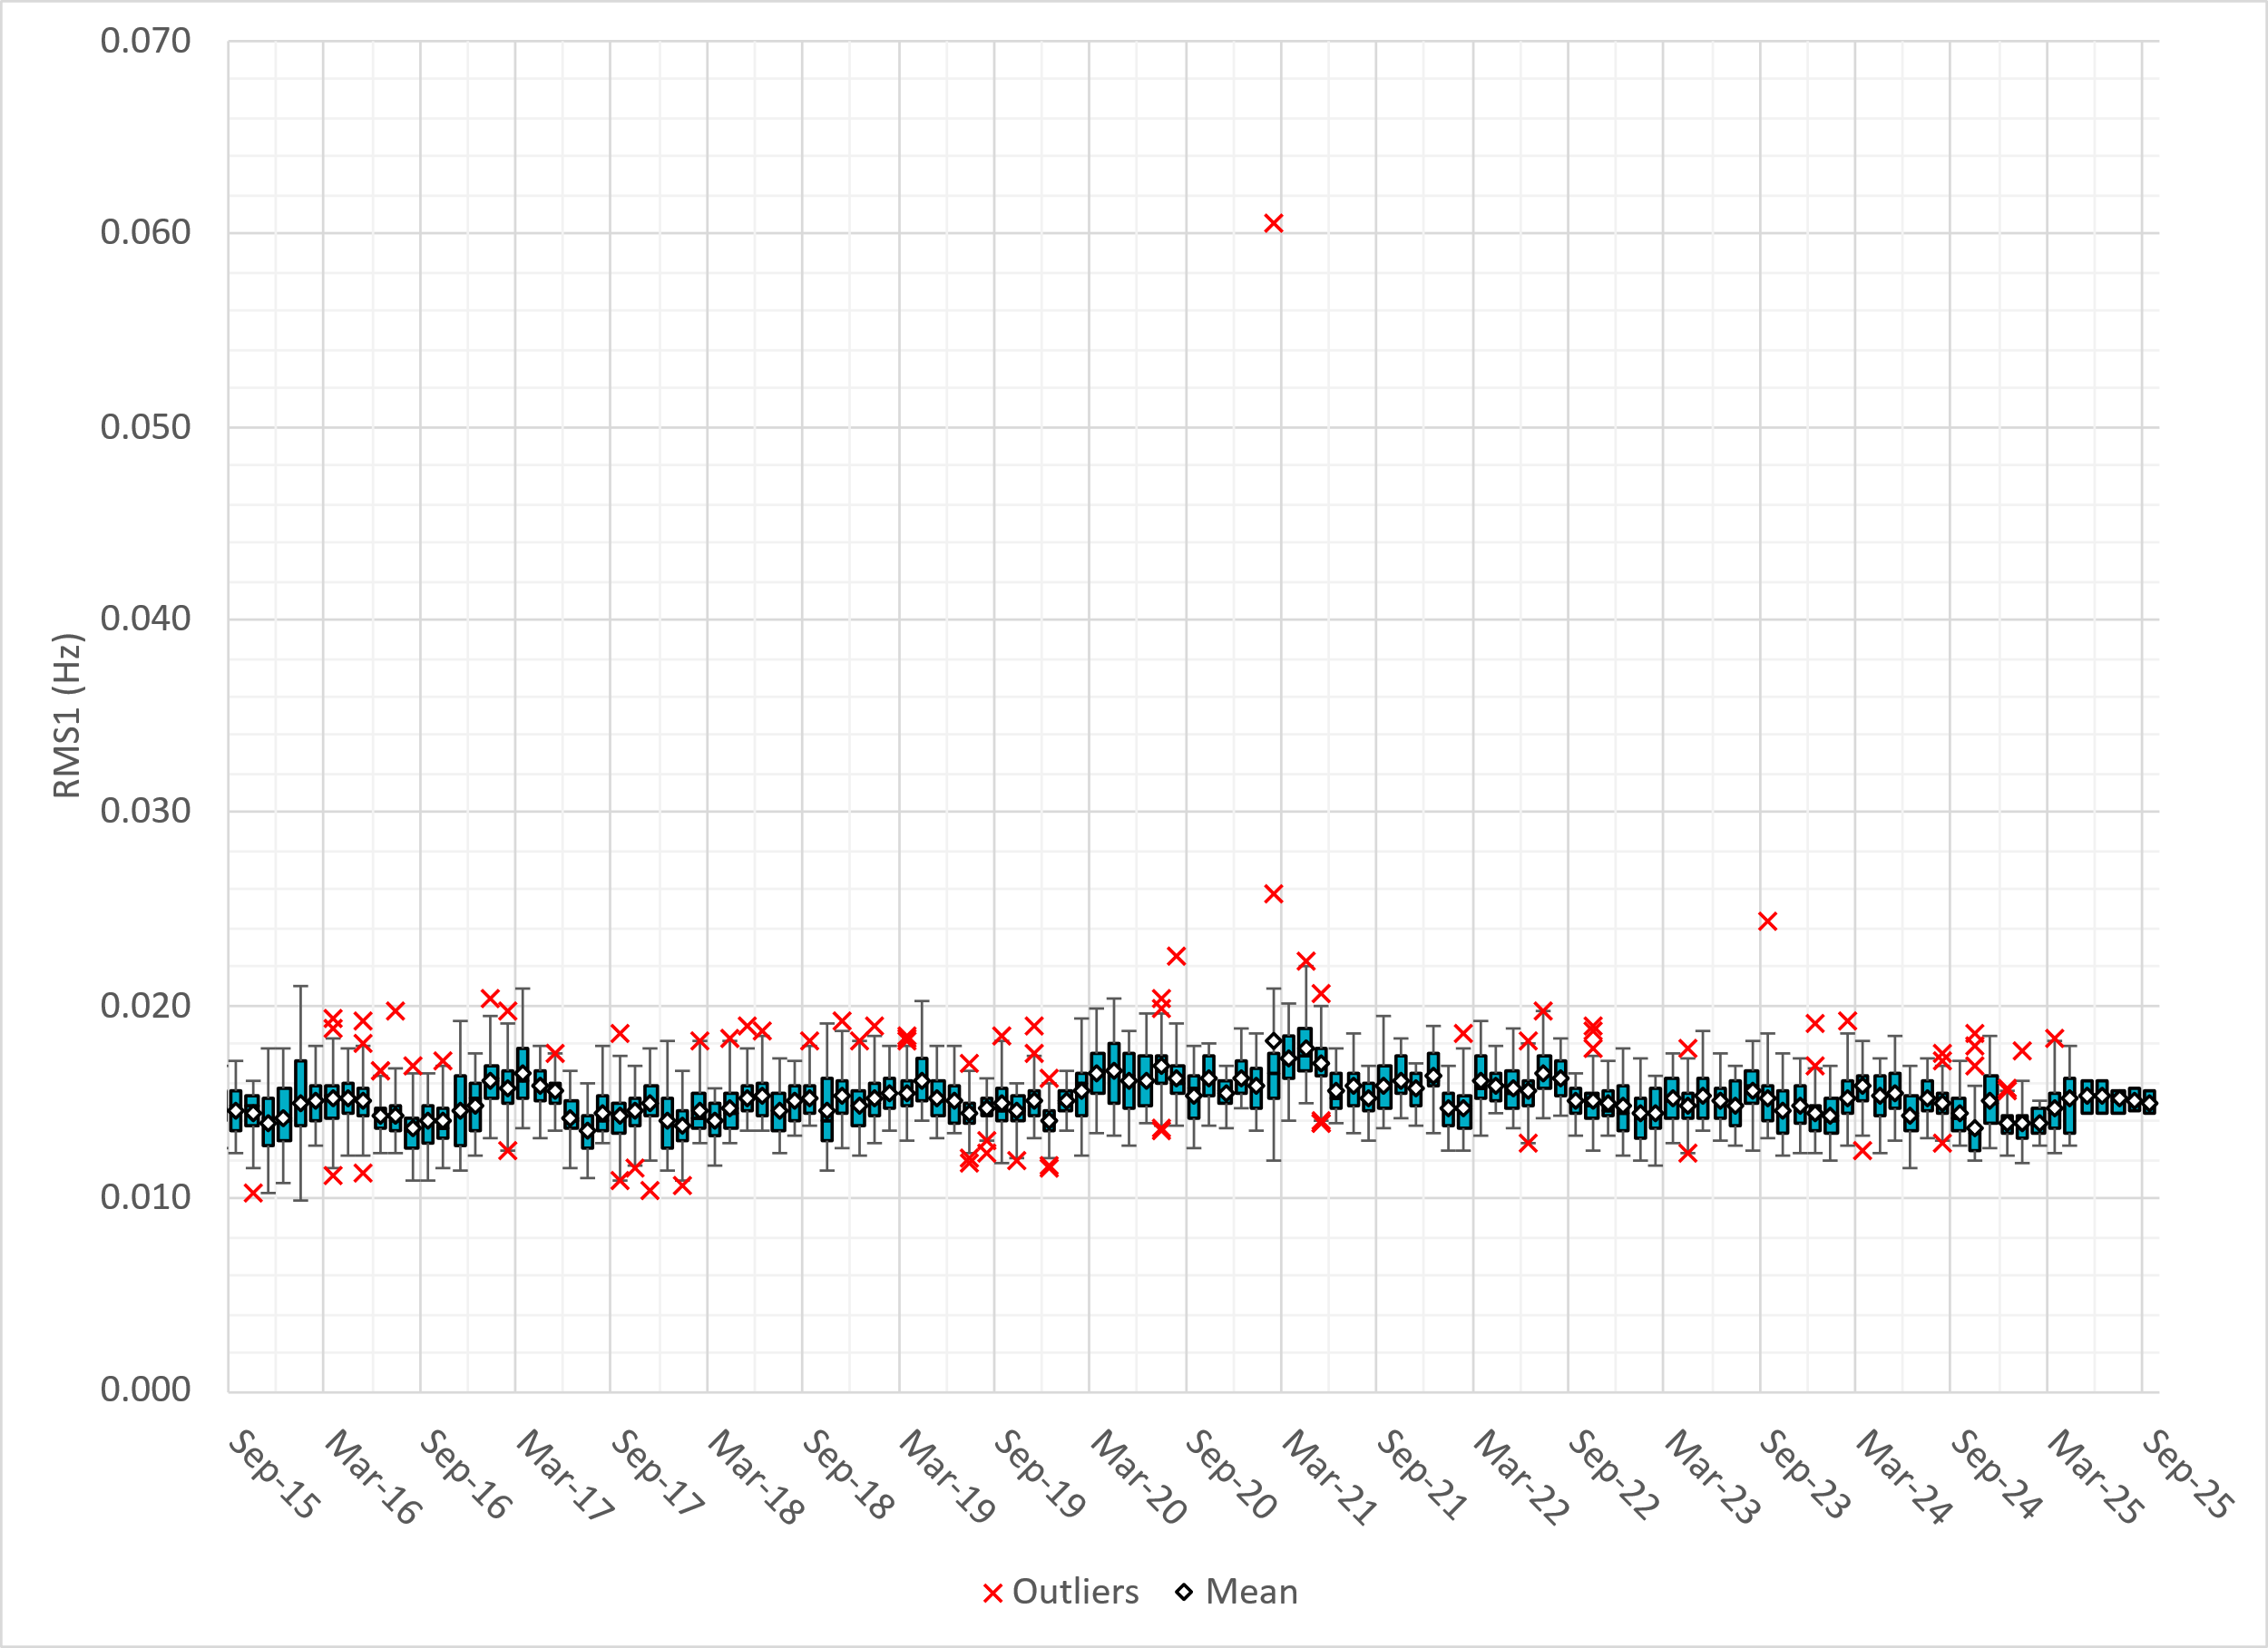 0.070
0.060
0.050
0.040
0.030
0.020
0.010
0.000
RMS1 (Hz)
Sep-15
Mar-16
Sep-16
Mar-17
Sep-17
Mar-18
Sep-18
Mar-19
Sep-19
Mar-20
Sep-20
Mar-21
Sep-21
Mar-22
Sep-22
Mar-23
Sep-23
Mar-24
Sep-24
Mar-25
Sep-25
Outliers Mean